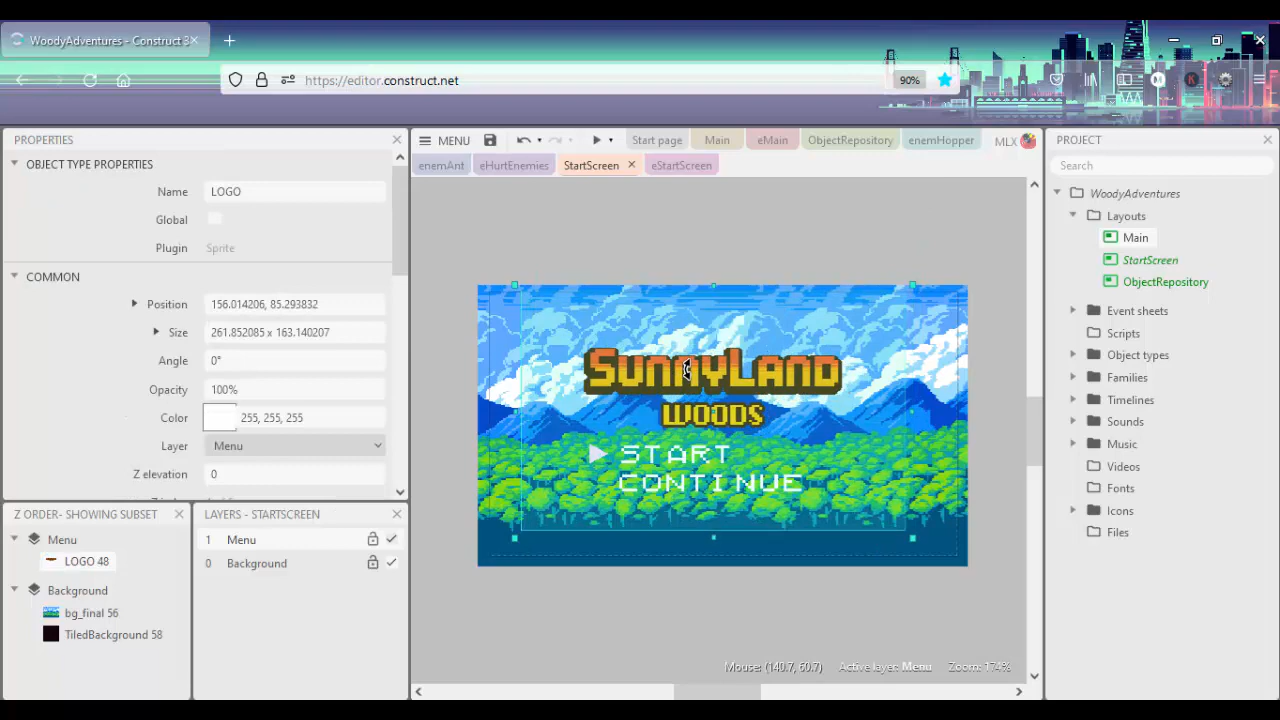 WoodyAdventures - Construct 3
https://editor.construct.net
90%
PROPERTIES
OBJECT TYPE PROPERTIES
Name LOGO
Global
Plugin Sprite
COMMON
Position 156.014206, 85.293832
Size 261.852085 x 163.140207
Angle 0°
Opacity 100%
Color 255, 255, 255
Layer Menu
Z elevation 0
Z ORDER- SHOWING SUBSET
Menu
LOGO 48
Background
bg_final 56
TiledBackground 58
LAYERS - STARTSCREEN
1 Menu
0 Background
MENU
Start page
Main
eMain
ObjectRepository
enemHopper
MLX
enemAnt
eHurtEnemies
StartScreen
eStartScreen
SUNNYLAND
WOODS
START
CONTINUE
Mouse: (140.7, 60.7) Active layer: Menu Zoom: 174%
PROJECT
Search
WoodyAdventures
Layouts
Main
StartScreen
ObjectRepository
Event sheets
Scripts
Object types
Families
Timelines
Sounds
Music
Videos
Fonts
Icons
Files